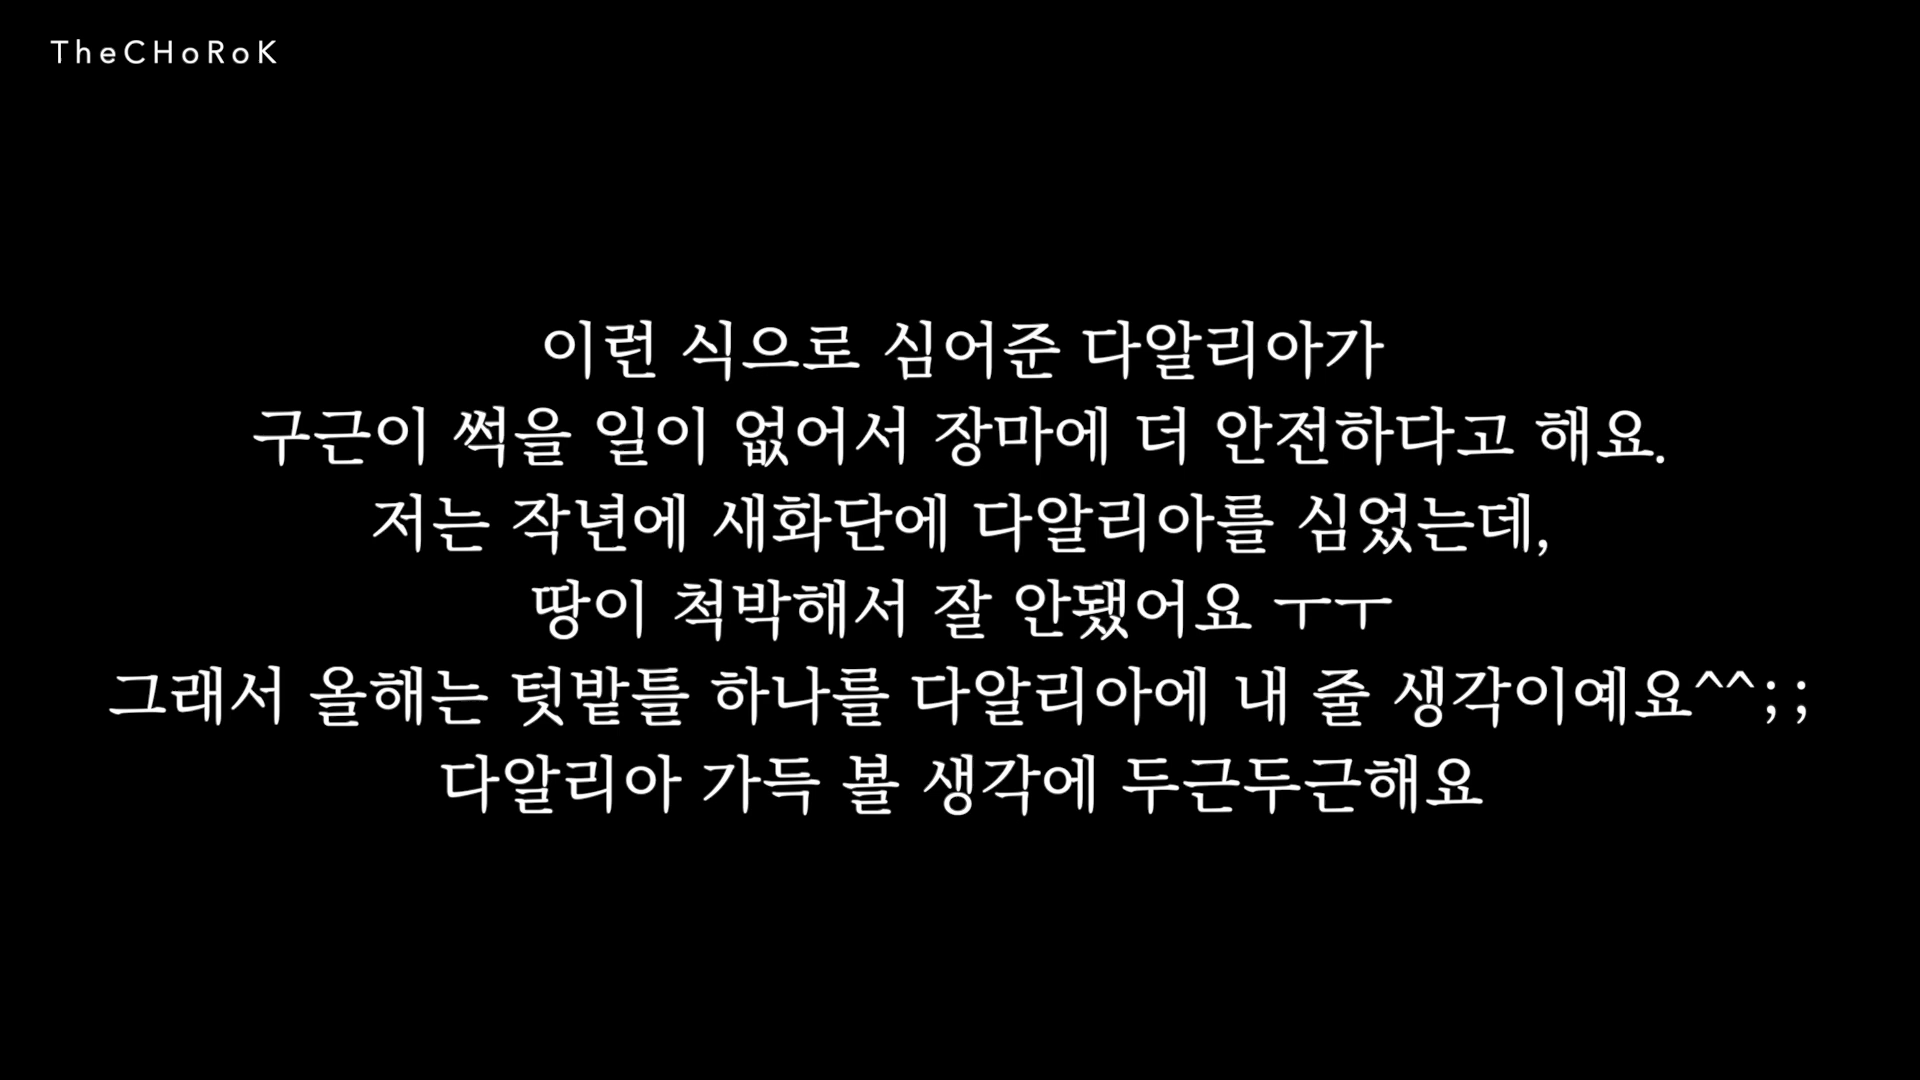 TheCHoRoK
이런 식으로 심어준 다알리아가
구근이 썩을 일이 없어서 장마에 더 안전하다고 해요.
저는 작년에 새화단에 다알리아를 심었는데,
땅이 척박해서 잘 안됐어요 ㅜㅜ
그래서 올해는 텃밭틀 하나를 다알리아에 내 줄 생각이예요^^;;
다알리아 가득 볼 생각에 두근두근해요